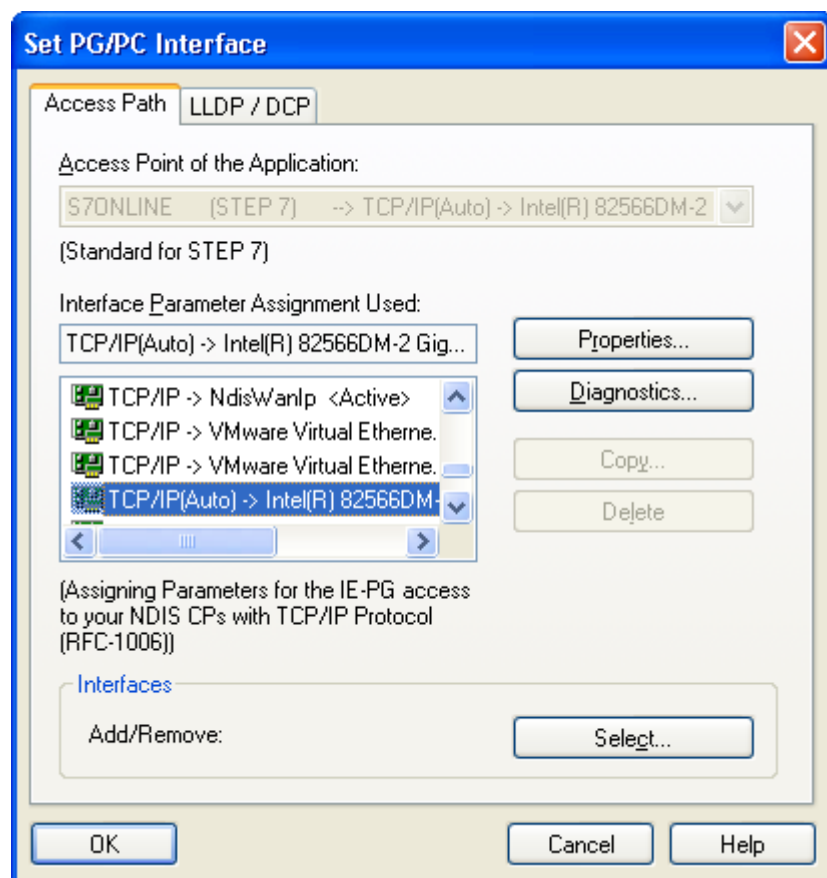 Set PG/PC Interface
Access Path
LLDP / DCP
Access Point of the Application:
S7ONLINE (STEP 7) --> TCP/IP(Auto) -> Intel(R) 82566DM-2
(Standard for STEP 7)
Interface Parameter Assignment Used:
TCP/IP(Auto) -> Intel(R) 82566DM-2 Gig...
Properties...
Diagnostics...
TCP/IP -> NdisWanIp <Active>
TCP/IP -> VMware Virtual Etherne.
TCP/IP -> VMware Virtual Etherne.
Copy...
TCP/IP(Auto) -> Intel(R) 82566DM-
Delete
(Assigning Parameters for the IE-PG access
to your NDIS CPs with TCP/IP Protocol
(RFC-1006))
Interfaces
Add/Remove:
Select...
OK
Cancel
Help